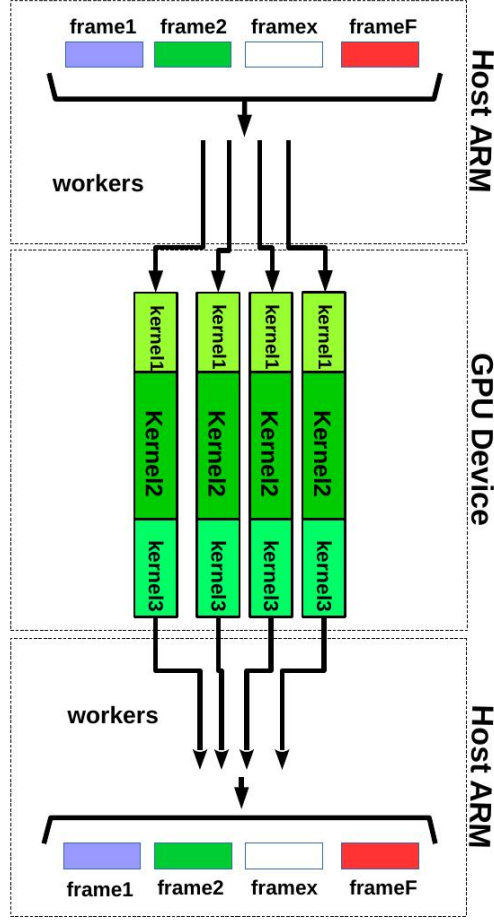 frame1 frame2 framex frameF
Host ARM
workers
kernel1 kernel1 kernel1 kernel1
Kernel2 Kernel2 Kernel2 Kernel2
kernel3 kernel3 kernel3 kernel3
GPU Device
workers
Host ARM
frame1 frame2 framex frameF